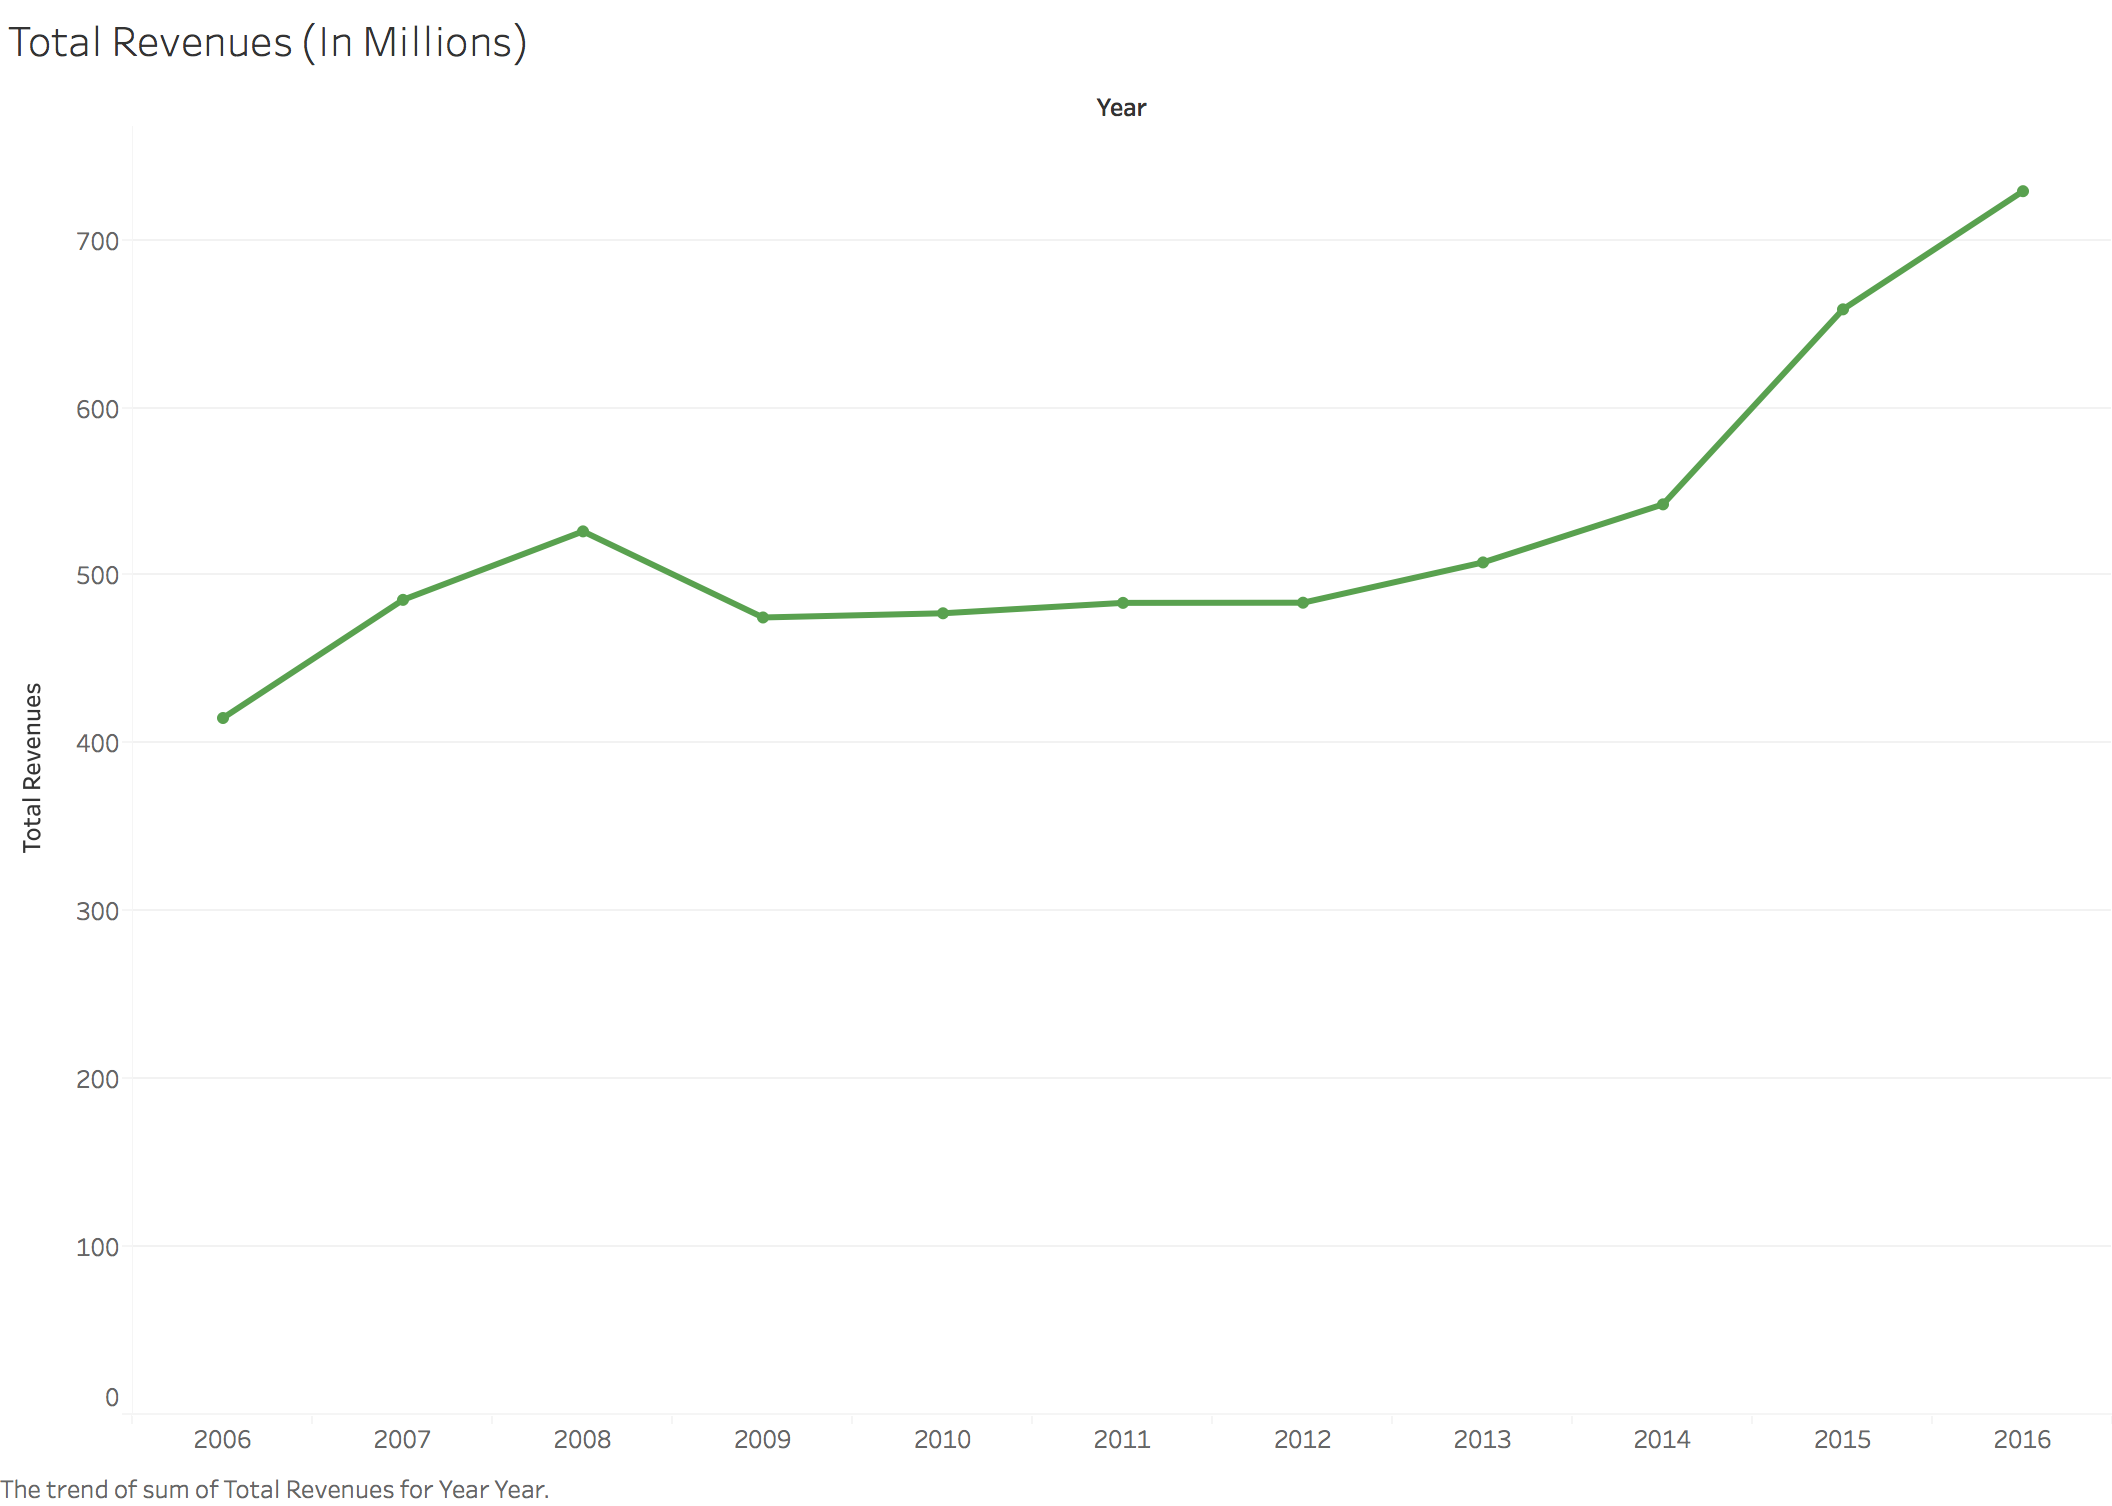 Total Revenues (In Millions)
Year
700
600
500
400
300
200
100
0
Total Revenues
2006 2007 2008 2009 2010 2011 2012 2013 2014 2015 2016
The trend of sum of Total Revenues for Year Year.